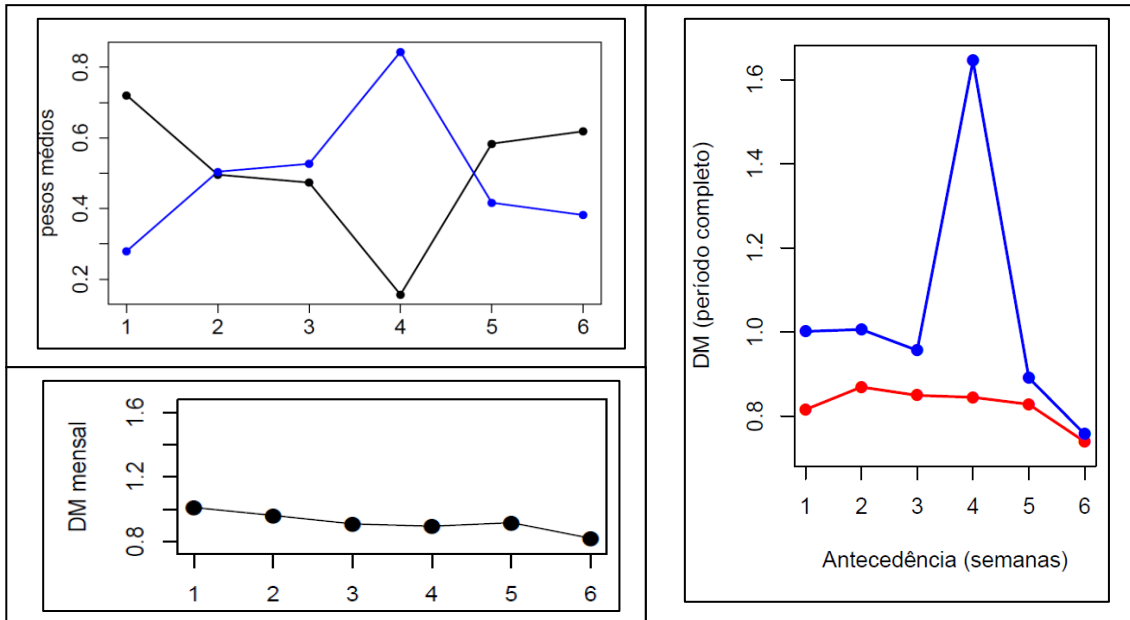 pesos médios
0.8
0.6
0.4
0.2
1 2 3 4 5 6
DM mensal
1.6
1.2
0.8
1 2 3 4 5 6
DM (período completo)
1.6
1.4
1.2
1.0
0.8
1 2 3 4 5 6
Antecedência (semanas)